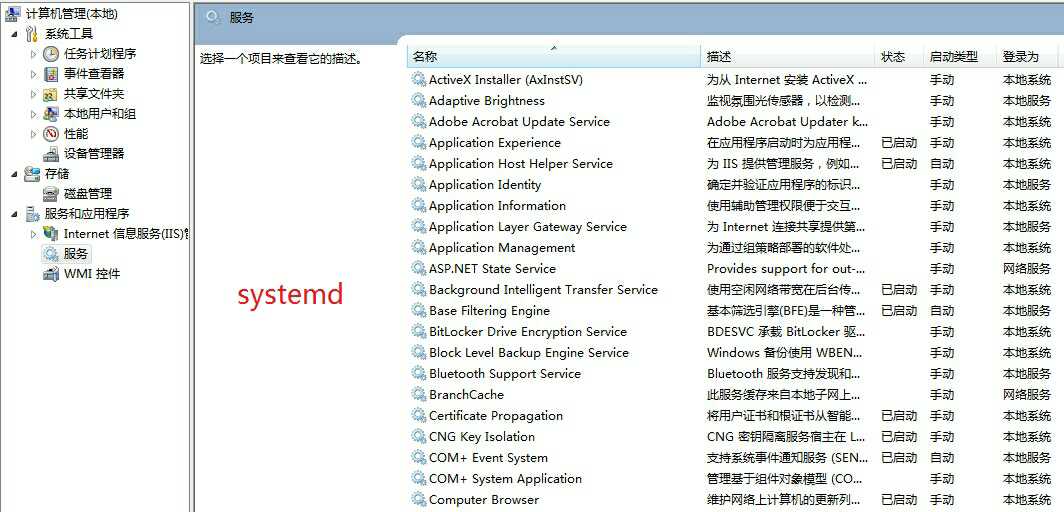 计算机管理(本地)
系统工具
任务计划程序
事件查看器
共享文件夹
本地用户和组
性能
设备管理器
存储
磁盘管理
服务和应用程序
Internet 信息服务(IIS)管
服务
WMI 控件
服务
选择一个项目来查看它的描述。
systemd
名称 描述 状态 启动类型 登录为
ActiveX Installer (AxInstSV) 为从 Internet 安装 ActiveX ... 手动 本地系统
Adaptive Brightness 监视氛围光传感器，以检测... 手动 本地服务
Adobe Acrobat Update Service Adobe Acrobat Updater k... 手动 本地系统
Application Experience 在应用程序启动时为应用程... 已启动 手动 本地系统
Application Host Helper Service 为 IIS 提供管理服务，例如... 已启动 自动 本地系统
Application Identity 确定并验证应用程序的标识... 手动 本地服务
Application Information 使用辅助管理权限便于交互... 手动 本地系统
Application Layer Gateway Service 为 Internet 连接共享提供第... 手动 本地服务
Application Management 为通过组策略部署的软件处... 手动 本地系统
ASP.NET State Service Provides support for out-... 手动 网络服务
Background Intelligent Transfer Service 使用空闲网络带宽在后台传... 已启动 手动 本地系统
Base Filtering Engine 基本筛选引擎(BFE)是一种管... 已启动 自动 本地服务
BitLocker Drive Encryption Service BDESVC 承载 BitLocker 驱... 手动 本地系统
Block Level Backup Engine Service Windows 备份使用 WBEN... 手动 本地系统
Bluetooth Support Service Bluetooth 服务支持发现和... 手动 本地服务
BranchCache 此服务缓存来自本地子网上... 手动 网络服务
Certificate Propagation 将用户证书和根证书从智能... 已启动 手动 本地系统
CNG Key Isolation CNG 密钥隔离服务宿主在 L... 已启动 手动 本地系统
COM+ Event System 支持系统事件通知服务 (SEN... 已启动 自动 本地服务
COM+ System Application 管理基于组件对象模型 (CO... 手动 本地系统
Computer Browser 维护网络上计算机的更新列... 已启动 手动 本地系统